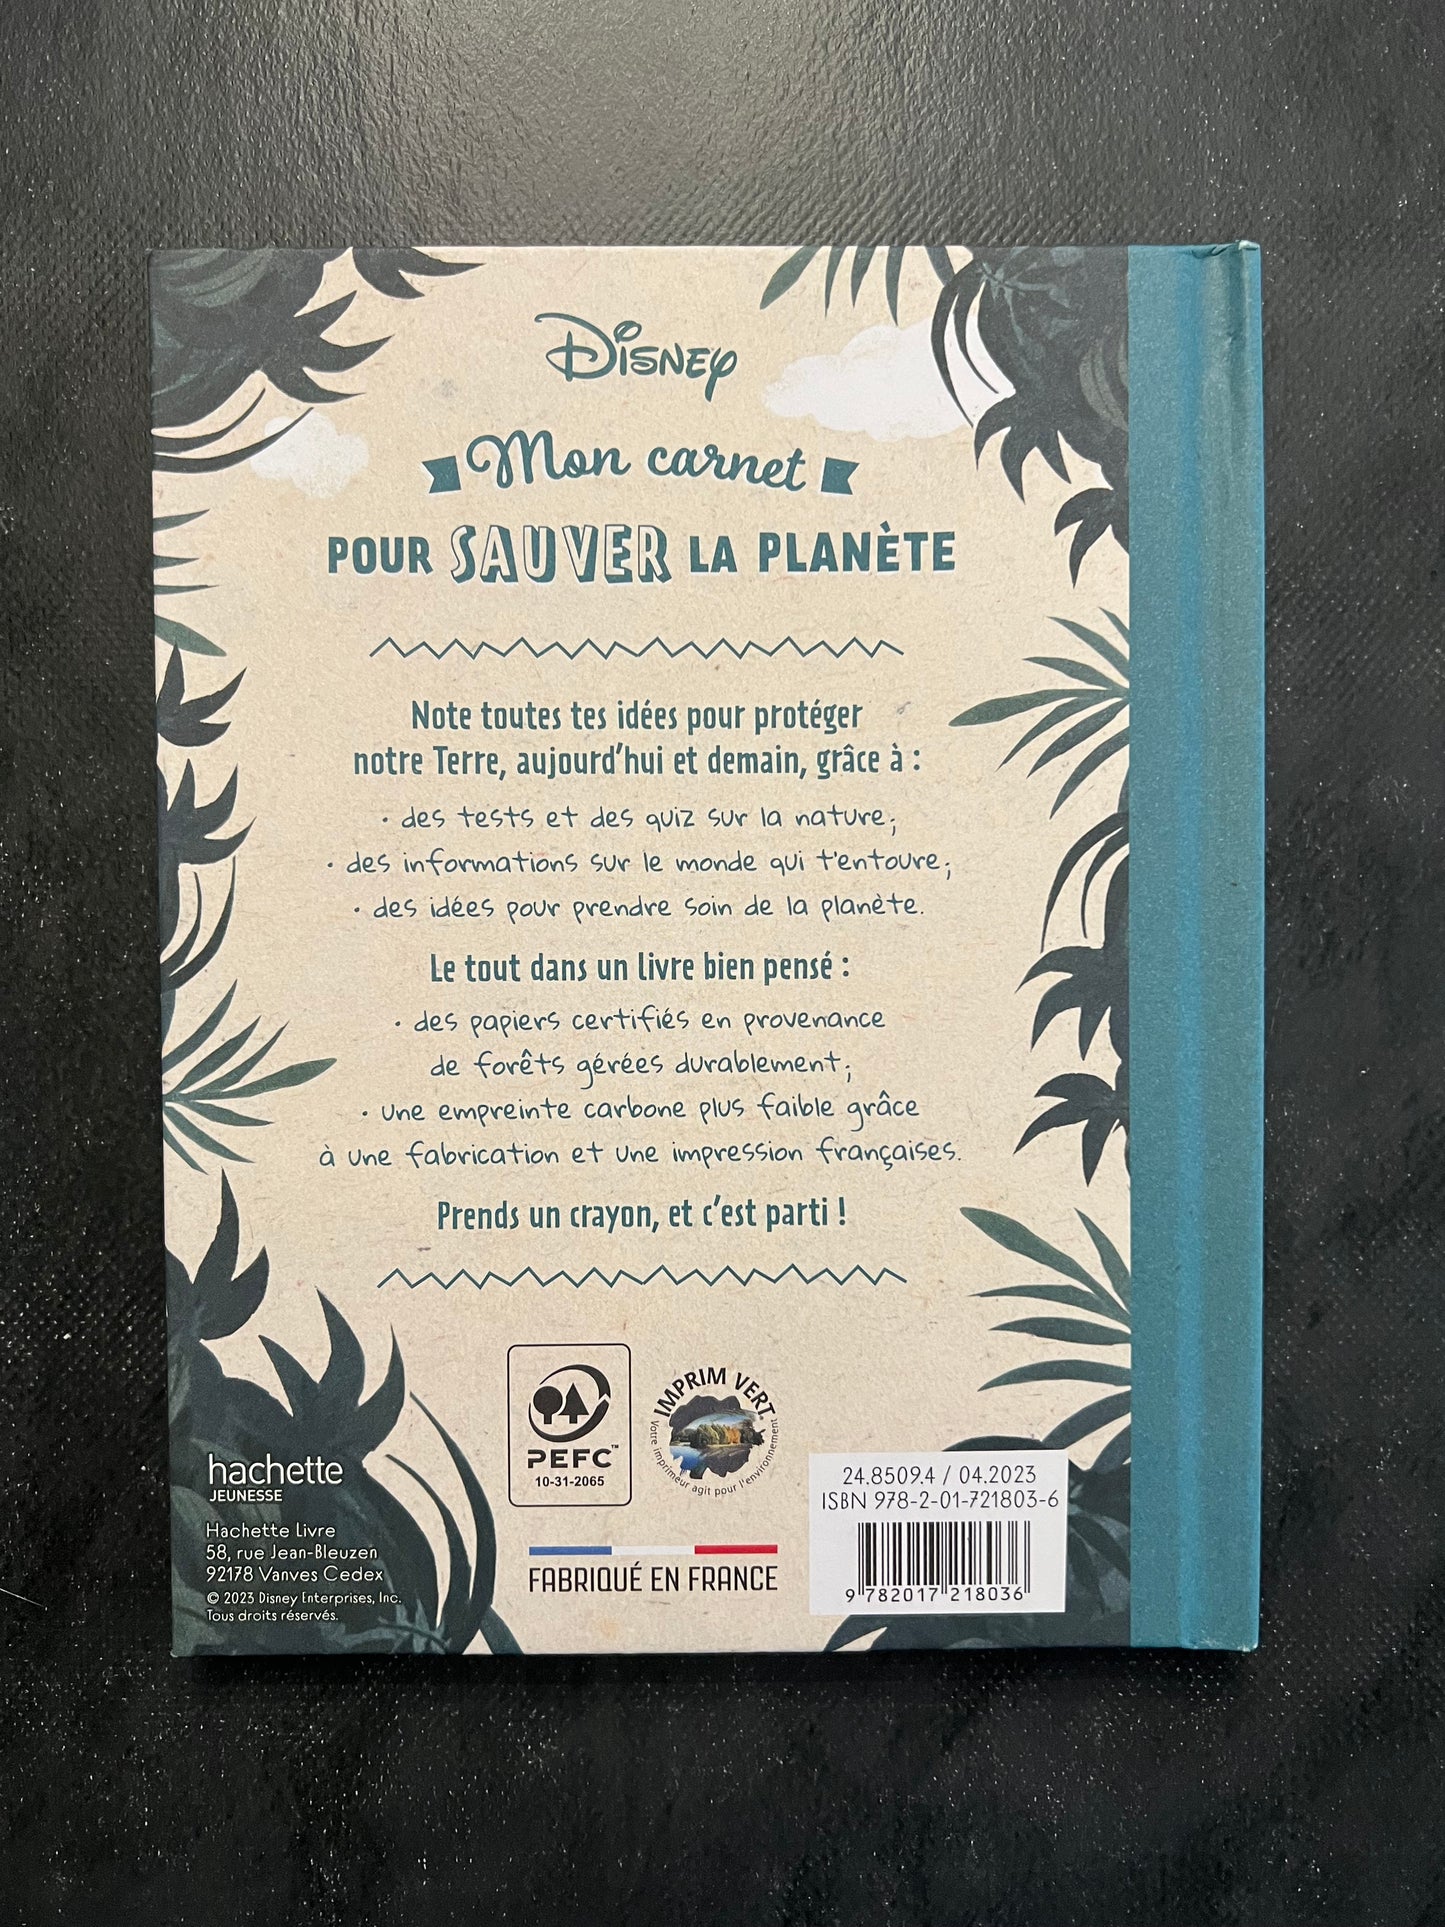 Disney
Mon carnet
POUR SAUVER LA PLANÈTE
Note toutes tes idées pour protéger
notre Terre, aujourd'hui et demain, grâce à :
· des tests et des quiz sur la nature;
· des informations sur le monde qui t'entoure;
· des idées pour prendre soin de la planète.
Le tout dans un livre bien pensé :
· des papiers certifiés en provenance
de forêts gérées durablement;
· une empreinte carbone plus faible grâce
à une fabrication et une impression françaises.
Prends un crayon, et c'est parti !
PEFC™
10-31-2065
IMPRIM VERT®
Votre imprimeur agit pour l'environnement
FABRIQUÉ EN FRANCE
hachette
JEUNESSE
Hachette Livre
58, rue Jean-Bleuzen
92178 Vanves Cedex
© 2023 Disney Enterprises, Inc.
Tous droits réservés.
24.8509.4 / 04.2023
ISBN 978-2-01-721803-6
9 782017 218036